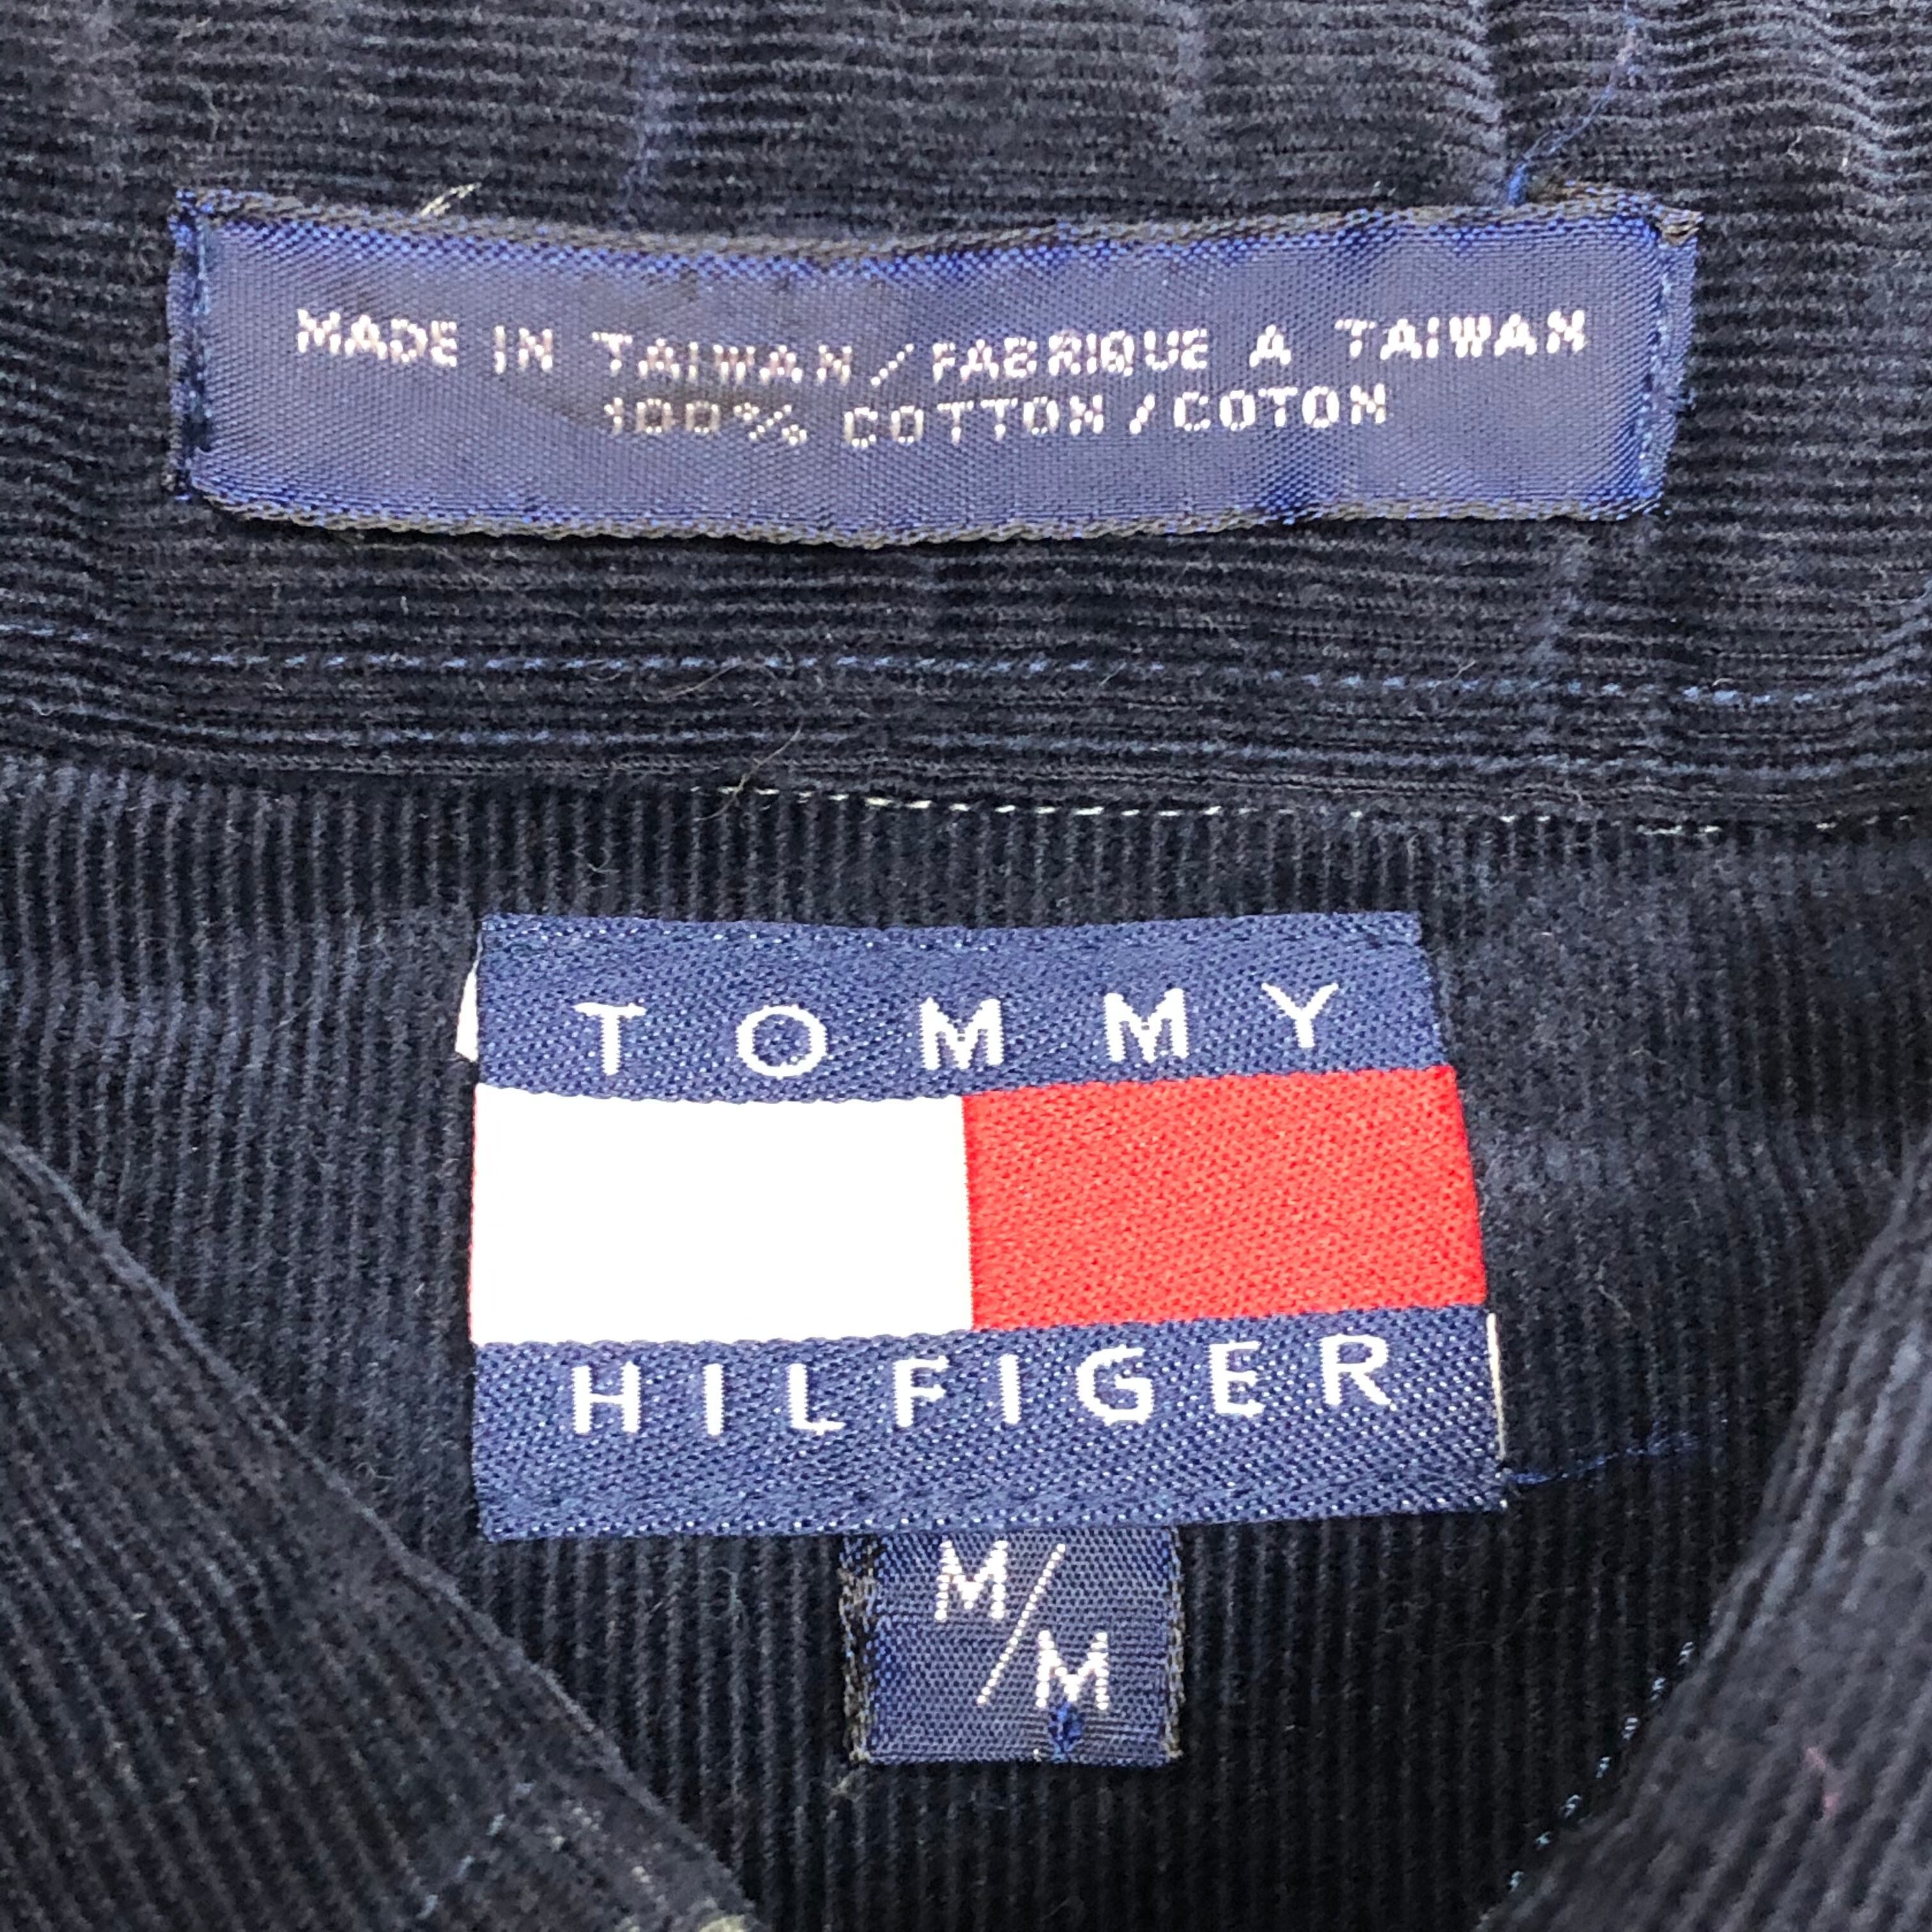 MADE IN TAIWAN / FABRIQUE A TAIWAN
100% COTTON / COTON
TOMMY
HILFIGER
M/M